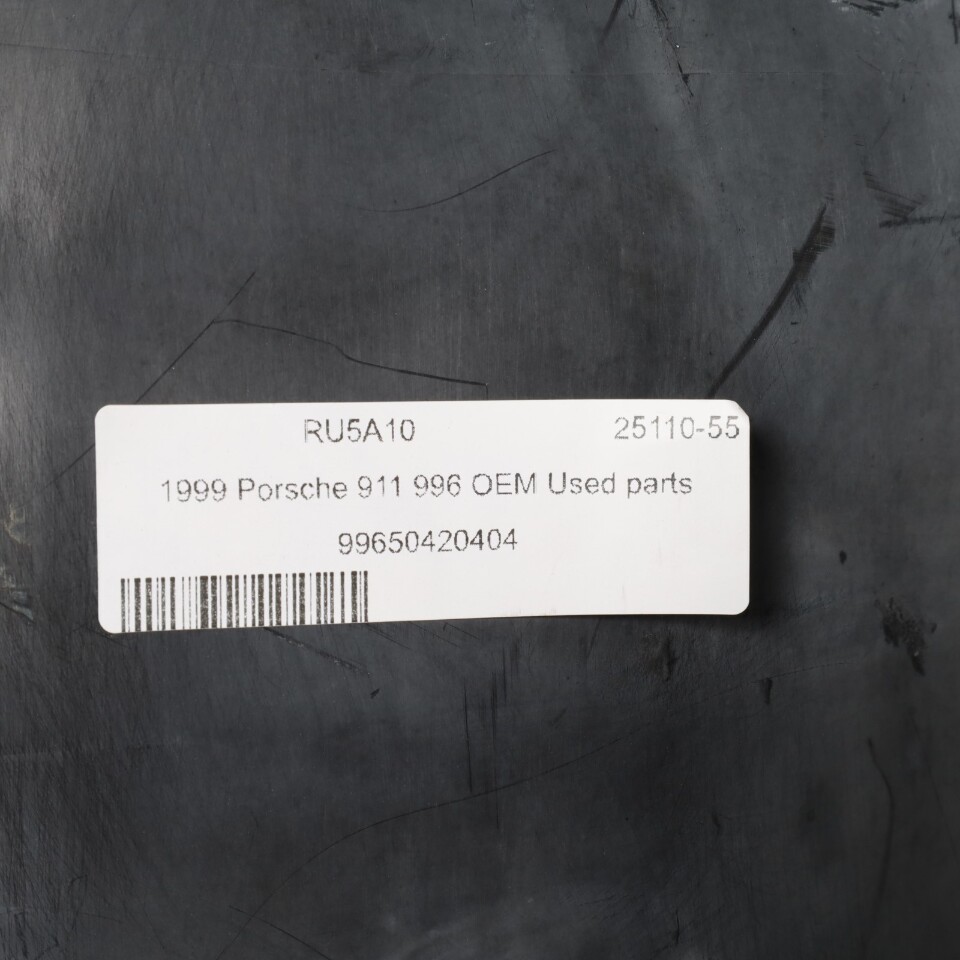 RU5A10 25110-55
1999 Porsche 911 996 OEM Used parts
99650420404